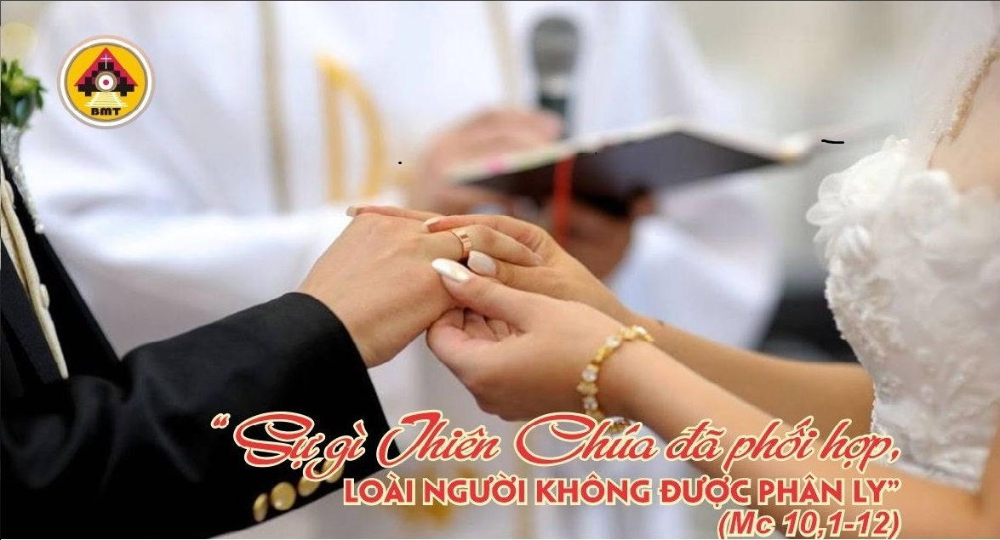 BMT
“Sự gì Thiên Chúa đã phối hợp,
LOÀI NGƯỜI KHÔNG ĐƯỢC PHÂN LY”
(Mc 10,1-12)